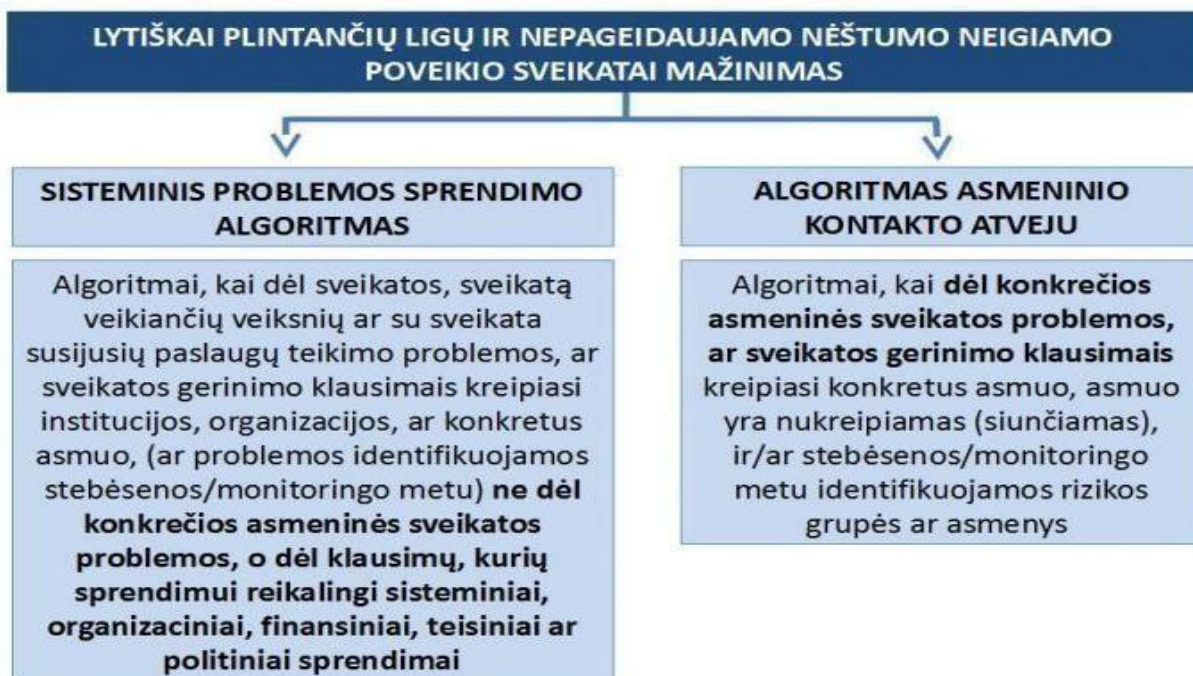 LYTIŠKAI PLINTANČIŲ LIGŲ IR NEPAGEIDAUJAMO NĖŠTUMO NEIGIAMO
POVEIKIO SVEIKATAI MAŽINIMAS
SISTEMINIS PROBLEMOS SPRENDIMO
ALGORITMAS
Algoritmai, kai dėl sveikatos, sveikatą
veikiančių veiksnių ar su sveikata
susijusių paslaugų teikimo problemos, ar
sveikatos gerinimo klausimais kreipiasi
institucijos, organizacijos, ar konkretus
asmuo, (ar problemos identifikuojamos
stebėsenos/monitoringo metu) ne dėl
konkrečios asmeninės sveikatos
problemos, o dėl klausimų, kurių
sprendimui reikalingi sisteminiai,
organizaciniai, finansiniai, teisiniai ar
politiniai sprendimai
ALGORITMAS ASMENINIO
KONTAKTO ATVEJU
Algoritmai, kai dėl konkrečios
asmeninės sveikatos problemos,
ar sveikatos gerinimo klausimais
kreipiasi konkretus asmuo, asmuo
yra nukreipiamas (siunčiamas),
ir/ar stebėsenos/monitoringo
metu identifikuojamos rizikos
grupės ar asmenys